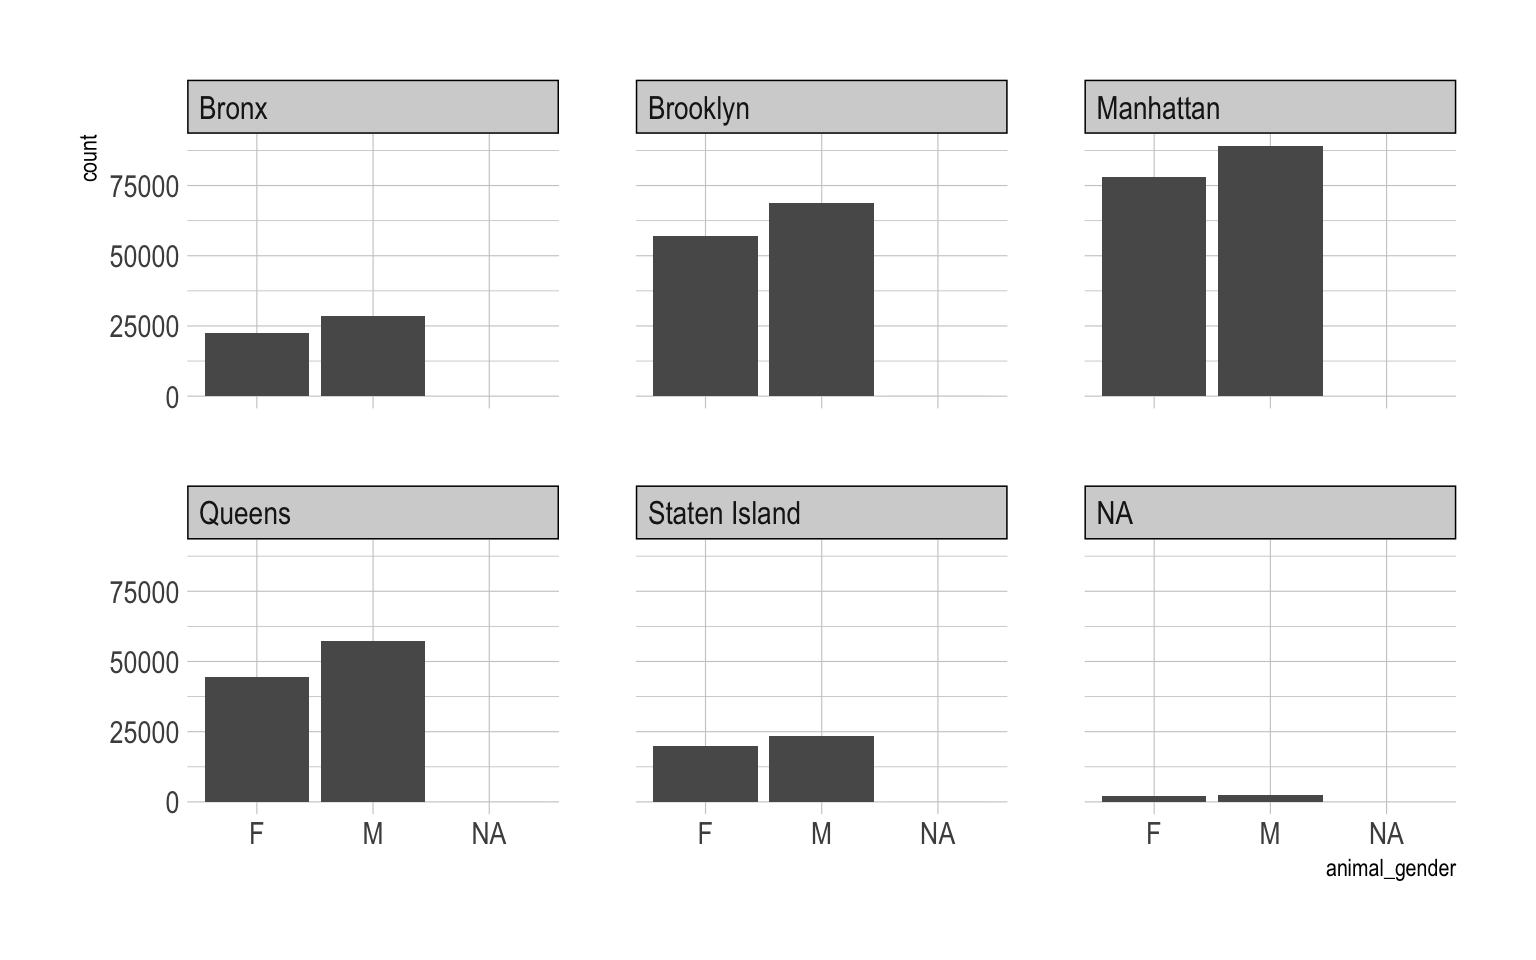 Bronx
Brooklyn
Manhattan
count
75000
50000
25000
0
Queens
Staten Island
NA
75000
50000
25000
0
F M NA
F M NA
F M NA
animal_gender